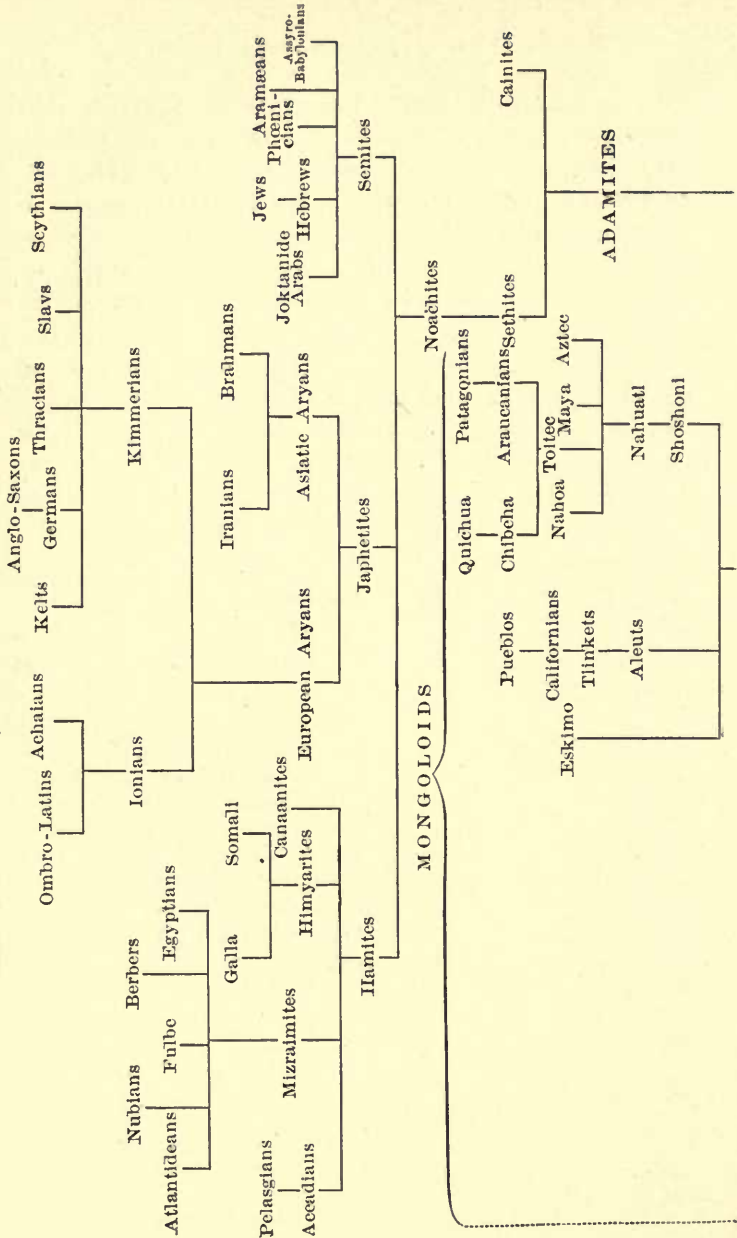 Anglo-Saxons
Ombro-Latins Achaians Kelts Germans Thracians Slavs Scythians
Ionians Kimmerians
Nubians Berbers
Atlantideans Fulbe Egyptians
Galla Somali Iranians Brahmans
Jews Aramæans
Joktanide Arabs Hebrews Phœnicians Assyro-Babylonians
Pelasgians
Accadians Mizraimites Himyarites Canaanites European Aryans Asiatic Aryans Semites
Hamites Japhetites
Noachites
MONGOLOIDS
Quichua Patagonians
Chibcha Araucanians Sethites Cainites
Pueblos
Eskimo Californians Nahoa Toltec Maya Aztec
Tlinkets Nahuatl
Aleuts Shoshoni
ADAMITES